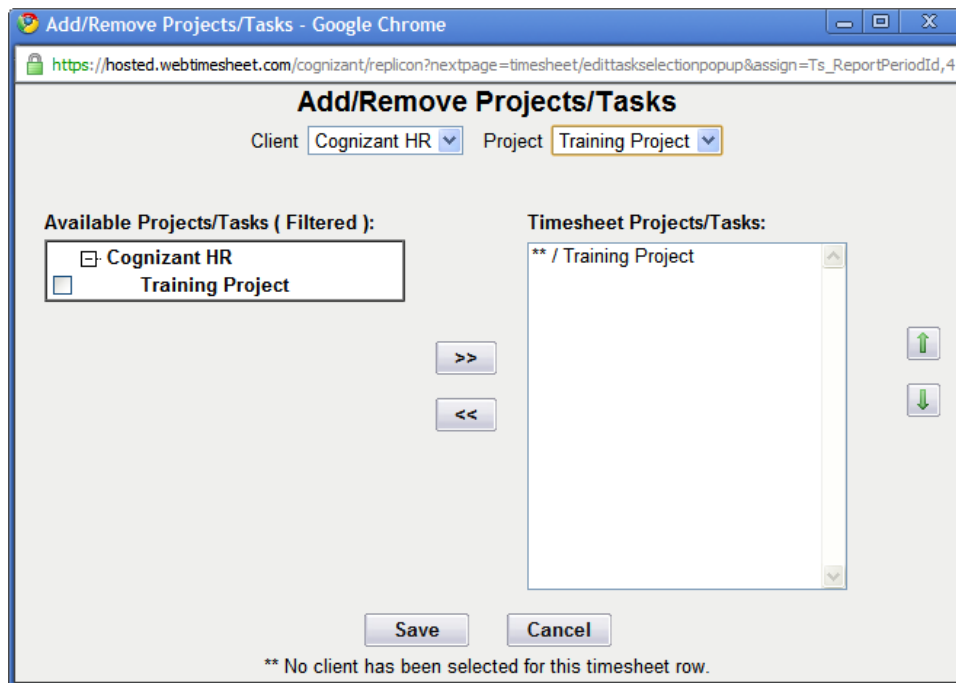 Add/Remove Projects/Tasks - Google Chrome
https://hosted.webtimesheet.com/cognizant/replicon?nextpage=timesheet/edittaskselectionpopup&assign=Ts_ReportPeriodId,4
Add/Remove Projects/Tasks
Client Cognizant HR Project Training Project
Available Projects/Tasks ( Filtered ): Timesheet Projects/Tasks:
Cognizant HR ** / Training Project
Training Project
>>
<<
Save Cancel
** No client has been selected for this timesheet row.